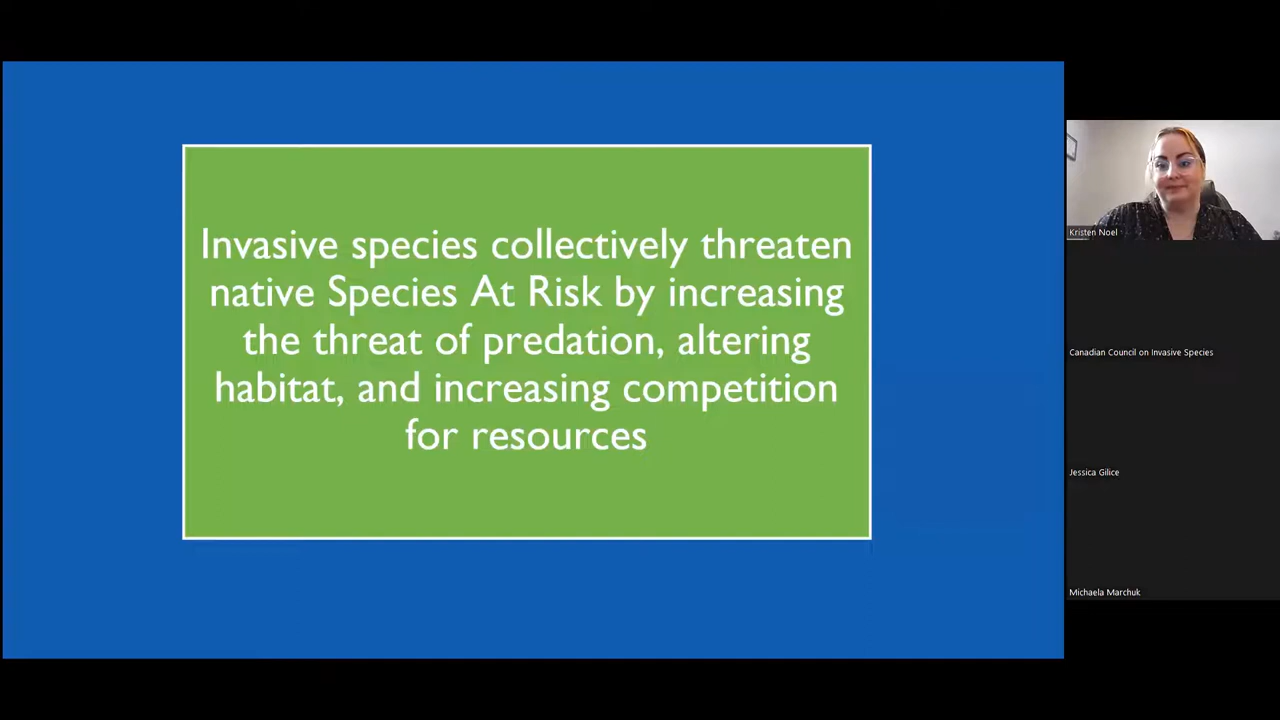 Invasive species collectively threaten
native Species At Risk by increasing
the threat of predation, altering
habitat, and increasing competition
for resources
Kristen Noel
Canadian Council on Invasive Species
Jessica Gilice
Michaela Marchuk